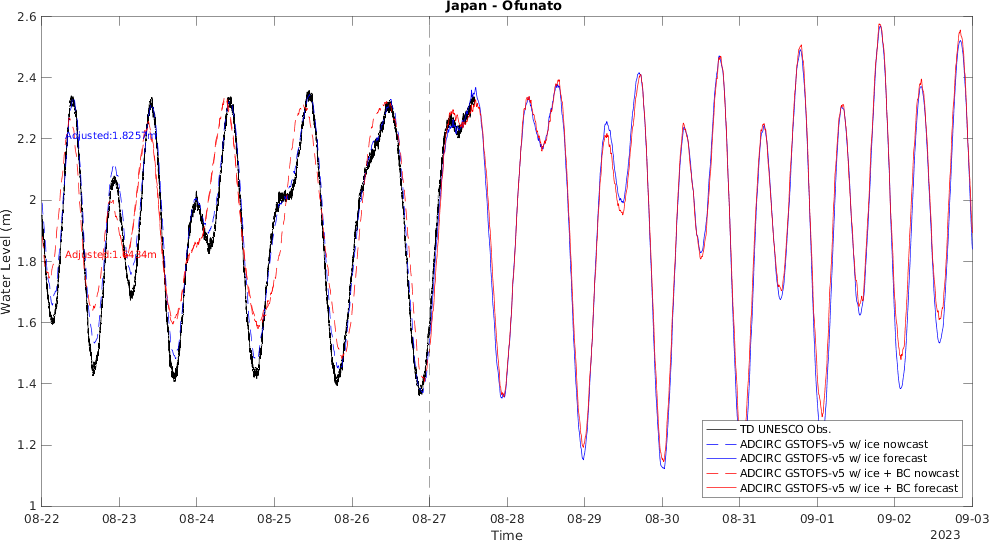 Japan - Ofunato
2.6
2.4
2.2
2
1.8
1.6
1.4
1.2
1
Water Level (m)
Adjusted:1.8257m
TD UNESCO Obs.
ADCIRC GSTOFS-v5 w/ ice nowcast
ADCIRC GSTOFS-v5 w/ ice forecast
ADCIRC GSTOFS-v5 w/ ice + BC nowcast
ADCIRC GSTOFS-v5 w/ ice + BC forecast
08-22 08-23 08-24 08-25 08-26 08-27 08-28 08-29 08-30 08-31 09-01 09-02 09-03
Time
2023